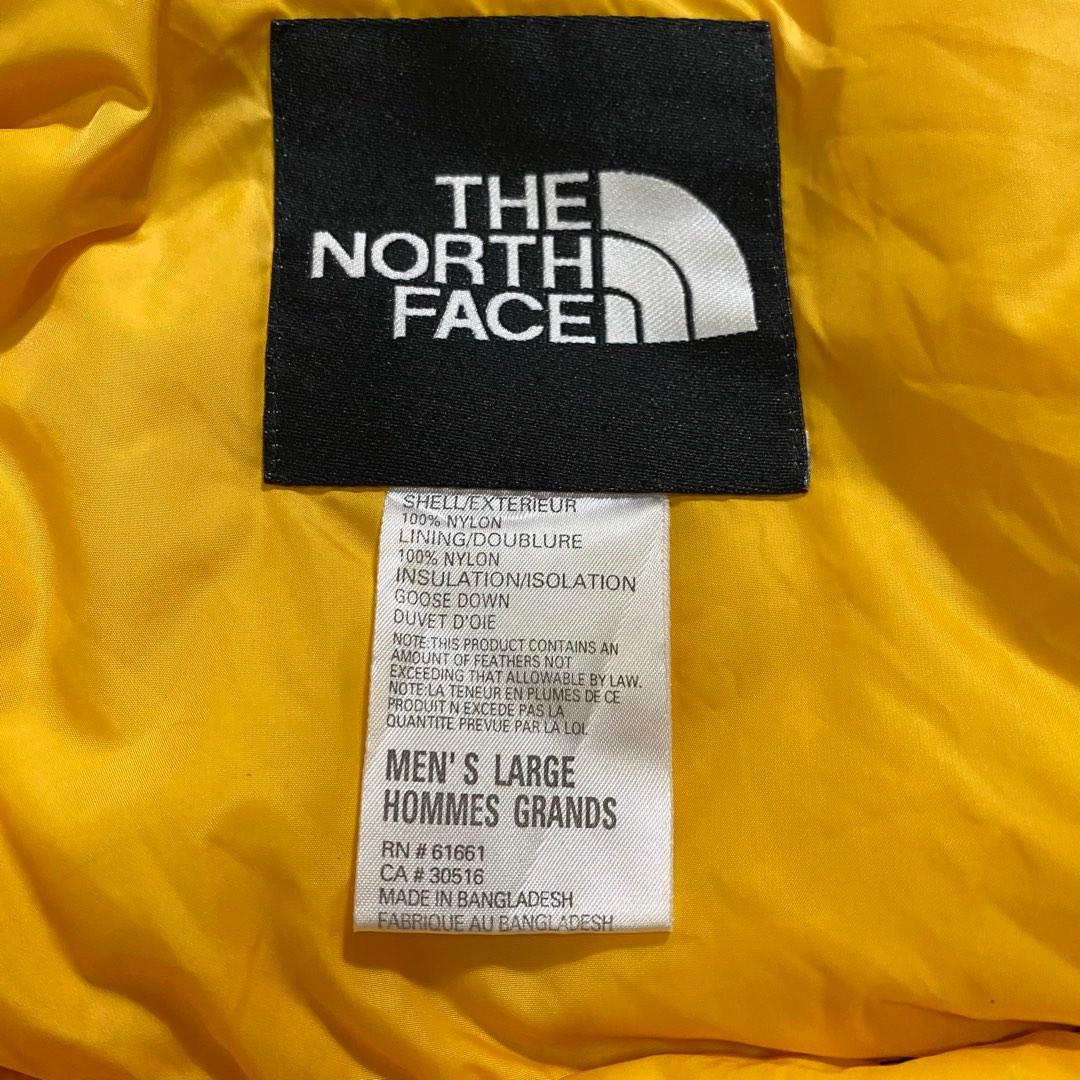 THE
NORTH
FACE
SHELL/EXTERIEUR
100% NYLON
LINING/DOUBLURE
100% NYLON
INSULATION/ISOLATION
GOOSE DOWN
DUVET D'OIE
NOTE:THIS PRODUCT CONTAINS AN
AMOUNT OF FEATHERS NOT
EXCEEDING THAT ALLOWABLE BY LAW.
NOTE:LA TENEUR EN PLUMES DE CE
PRODUIT N EXCEDE PAS LA
QUANTITE PREVUE PAR LA LOI.
MEN'S LARGE
HOMMES GRANDS
RN # 61661
CA # 30516
MADE IN BANGLADESH
FABRIQUE AU BANGLADESH